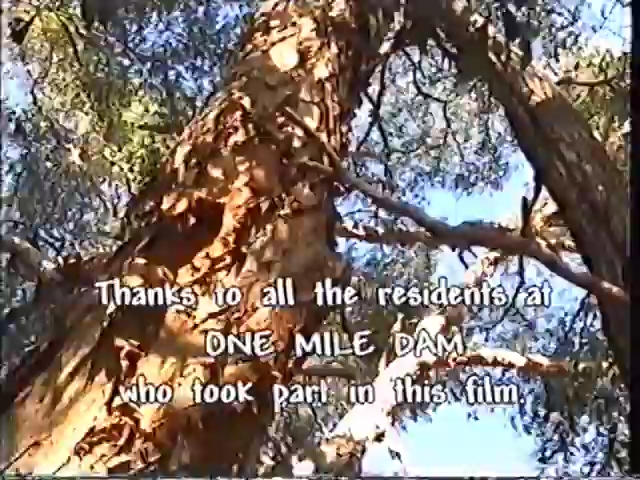 Thanks to all the residents at
ONE MILE DAM
who took part in this film.